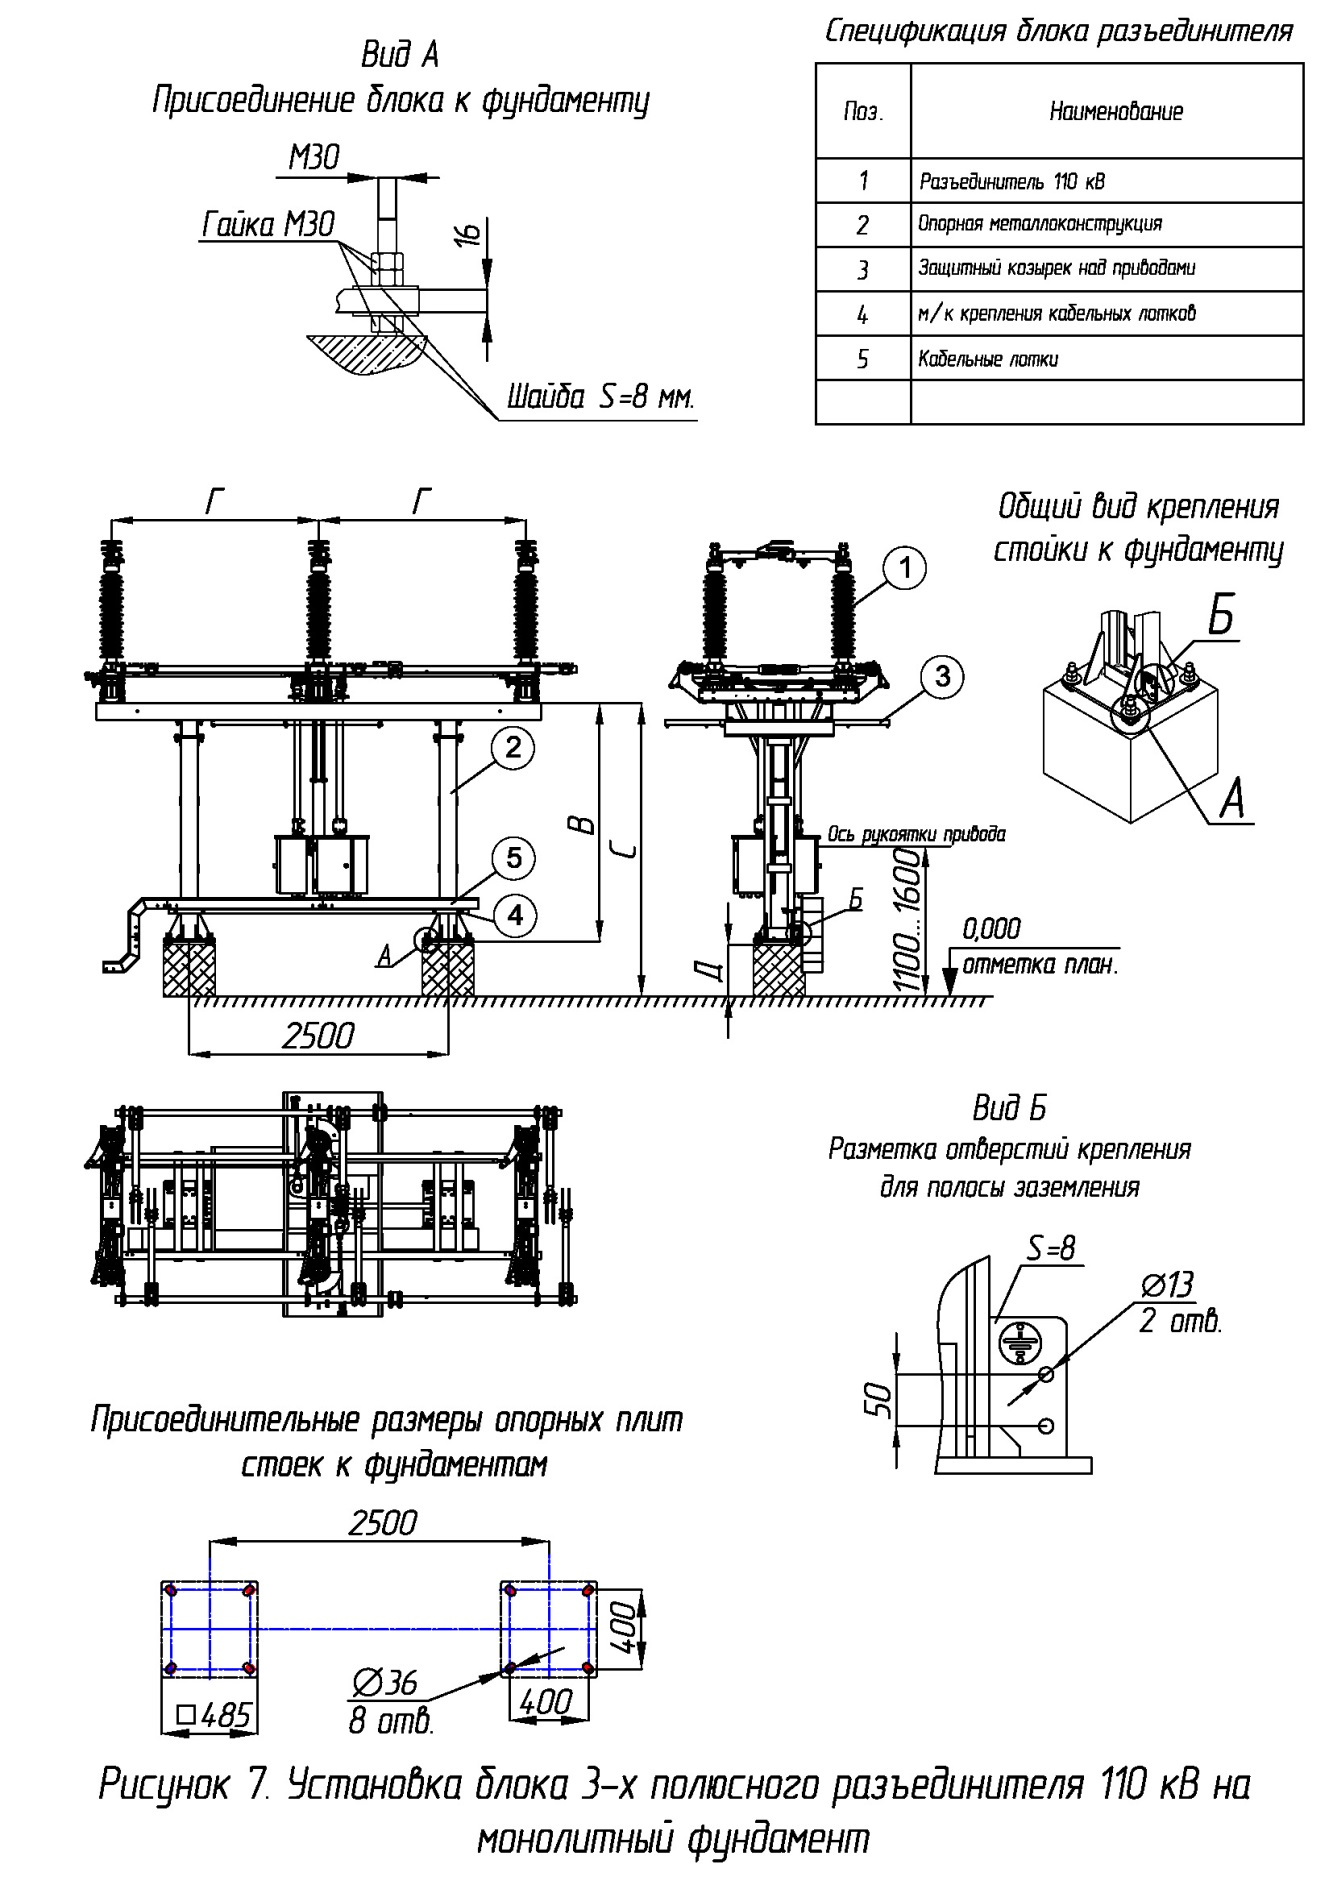 Вид А
Присоединение блока к фундаменту
М30
Гайка М30
16
Шайба S=8 мм.
Спецификация блока разъединителя
Поз. Наименование
1 Разъединитель 110 кВ
2 Опорная металлоконструкция
3 Защитный козырек над приводами
4 м/к крепления кабельных лотков
5 Кабельные лотки
Г Г
1
3
2
5
4
В
С
А
2500
Ось рукоятки привода
Б
Д
1100...1600
0,000
отметка план.
Общий вид крепления
стойки к фундаменту
Б
А
Вид Б
Разметка отверстий крепления
для полосы заземления
S=8
⌀13
2 отв.
50
Присоединительные размеры опорных плит
стоек к фундаментам
2500
400
⌀36
8 отв.
400
□485
Рисунок 7. Установка блока 3-х полюсного разъединителя 110 кВ на
монолитный фундамент